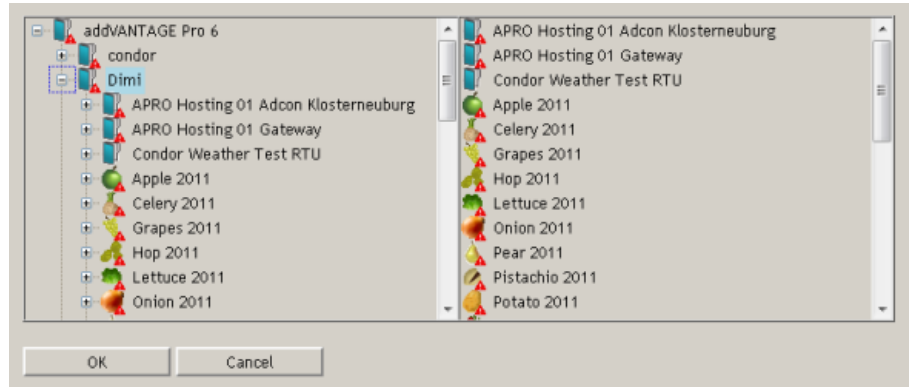 addVANTAGE Pro 6
condor
Dimi
APRO Hosting 01 Adcon Klosterneuburg
APRO Hosting 01 Gateway
Condor Weather Test RTU
Apple 2011
Celery 2011
Grapes 2011
Hop 2011
Lettuce 2011
Onion 2011
APRO Hosting 01 Adcon Klosterneuburg
APRO Hosting 01 Gateway
Condor Weather Test RTU
Apple 2011
Celery 2011
Grapes 2011
Hop 2011
Lettuce 2011
Onion 2011
Pear 2011
Pistachio 2011
Potato 2011
OK
Cancel